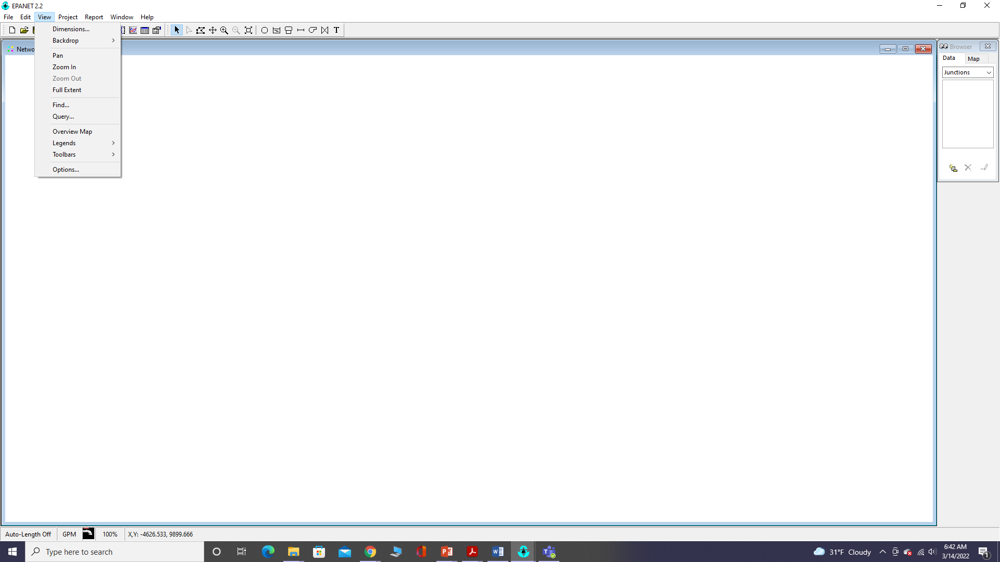 EPANET 2.2
File Edit View Project Report Window Help
T
Dimensions...
Backdrop
Netwo
Browser
Pan
Data Map
Zoom In
Junctions
Zoom Out
Full Extent
Find...
Query...
Overview Map
Legends
Toolbars
Options...
Auto-Length Off GPM 100% X,Y: -4626.533, 9899.666
Type here to search
31°F Cloudy
6:42 AM
3/14/2022
1